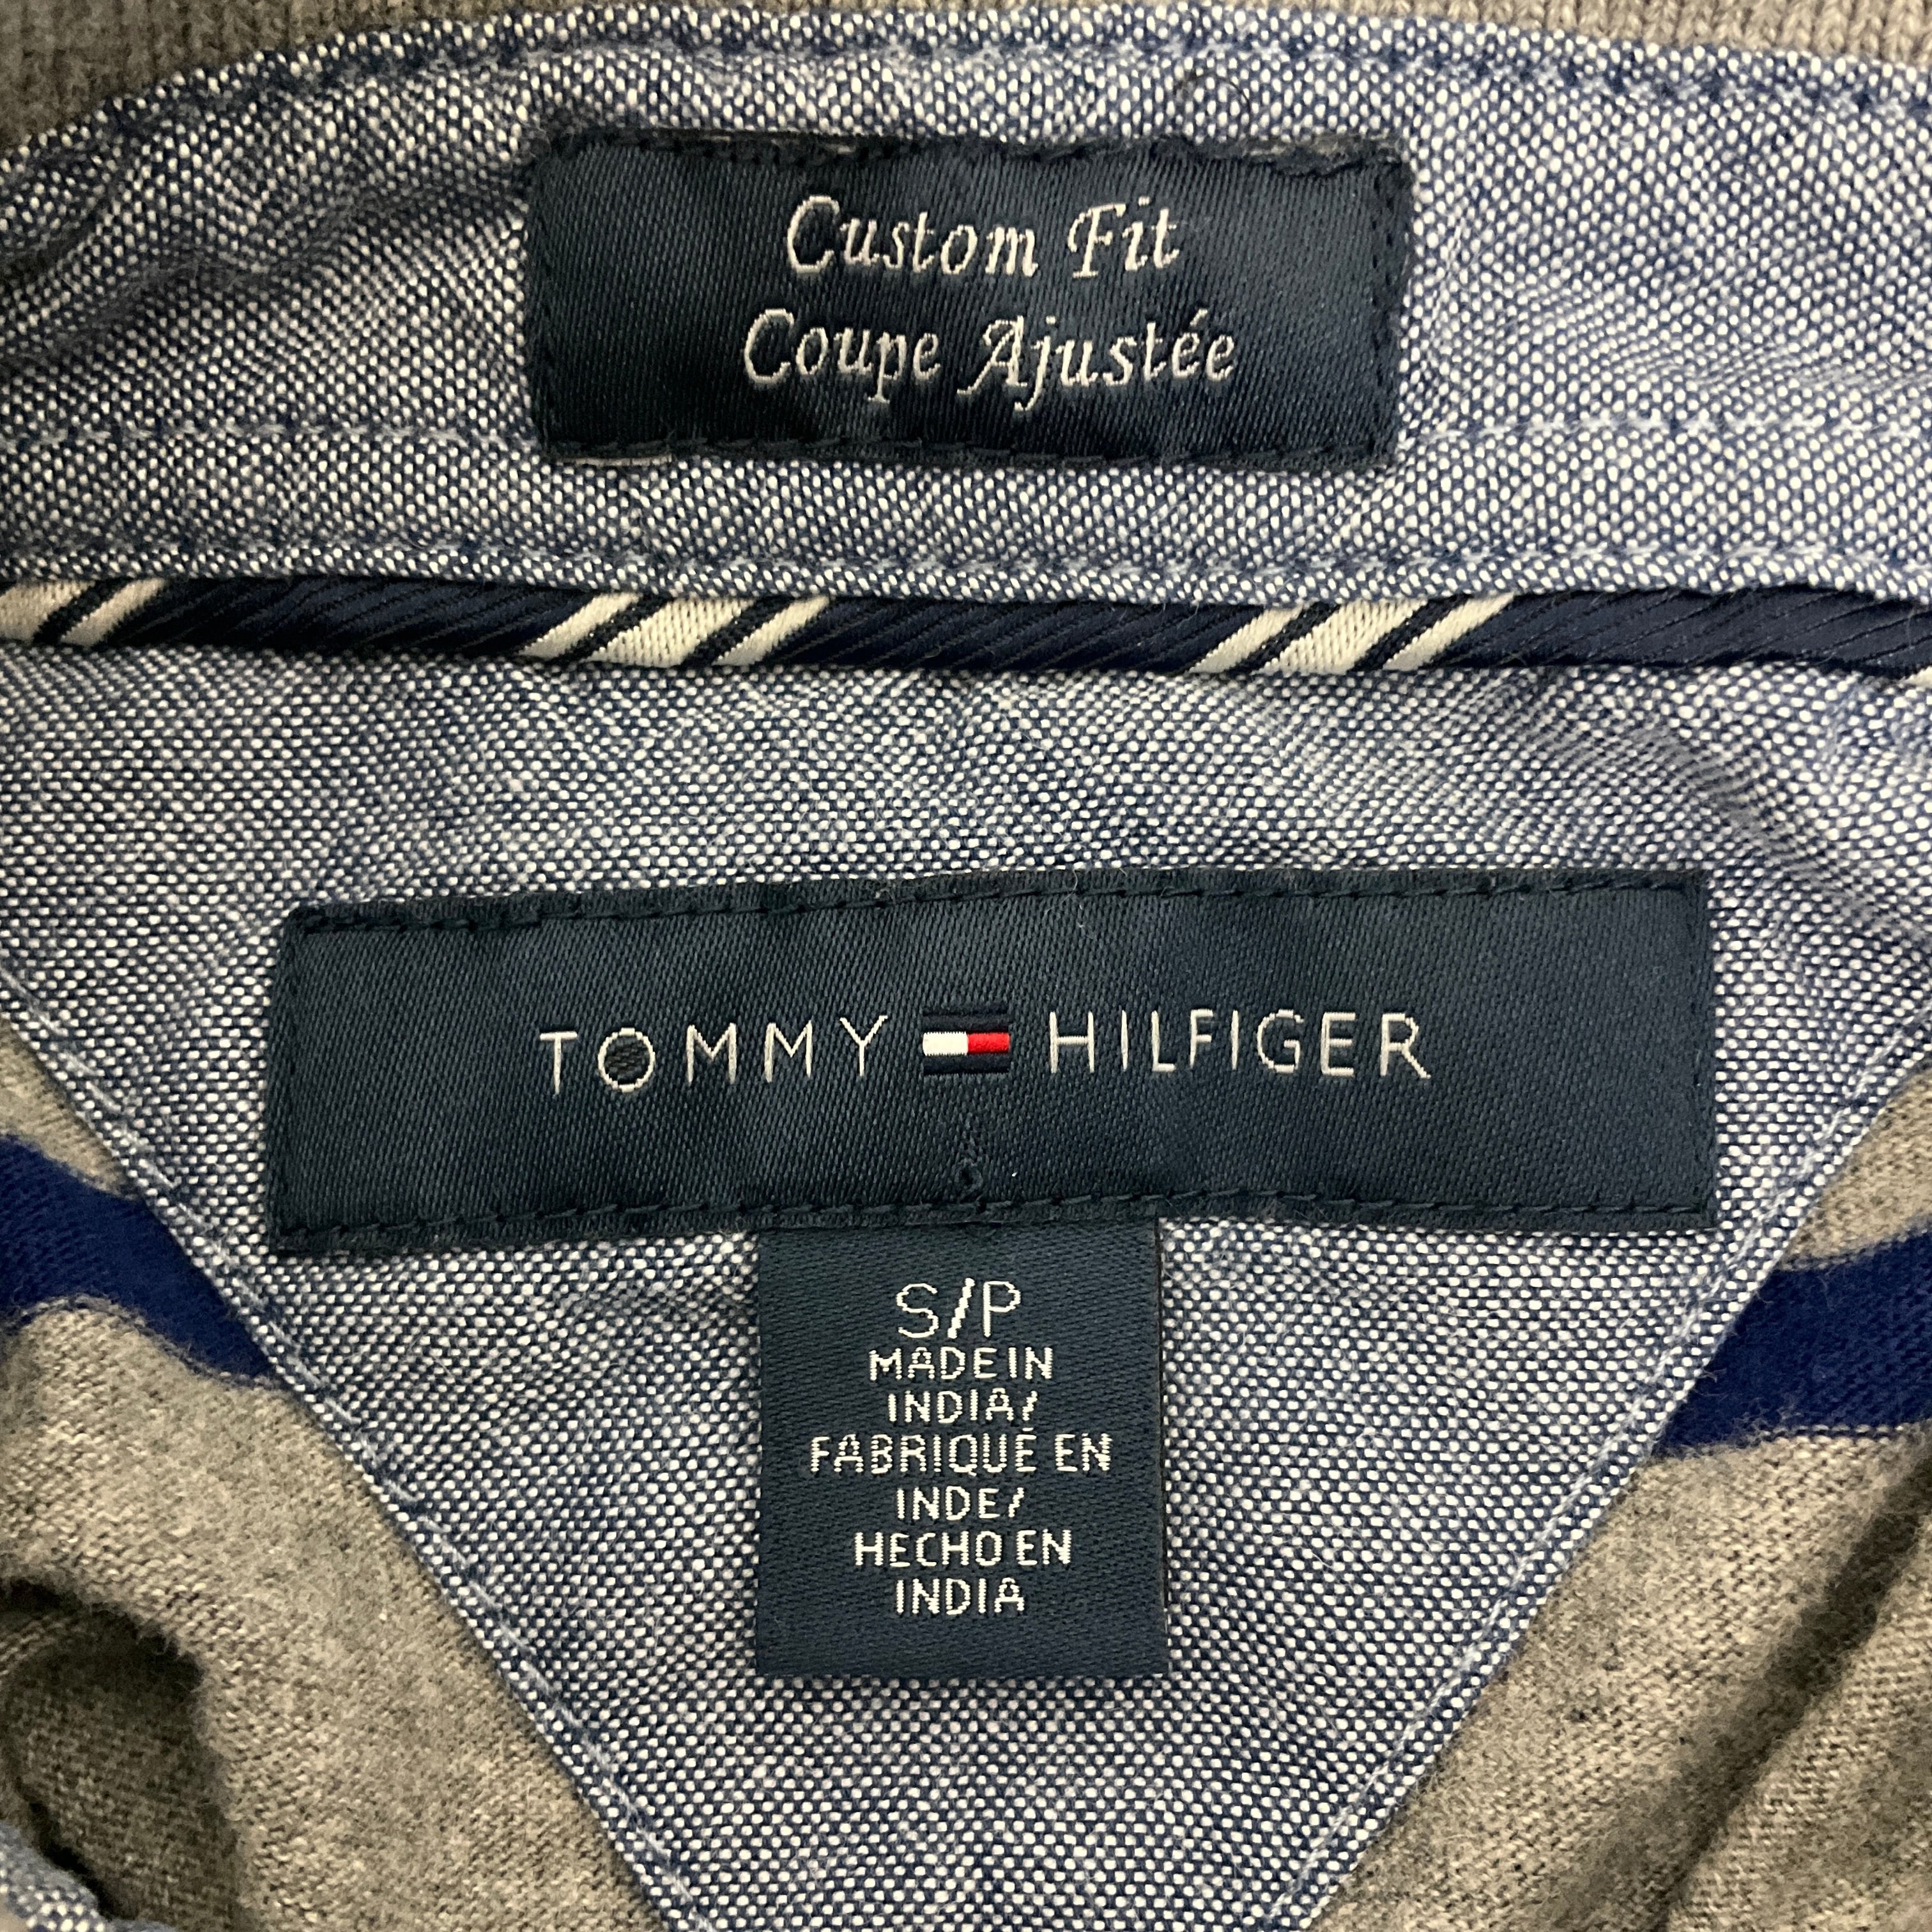 Custom Fit
Coupe Ajustée
TOMMY HILFIGER
S/P
MADE IN
INDIA/
FABRIQUÉ EN
INDE/
HECHO EN
INDIA